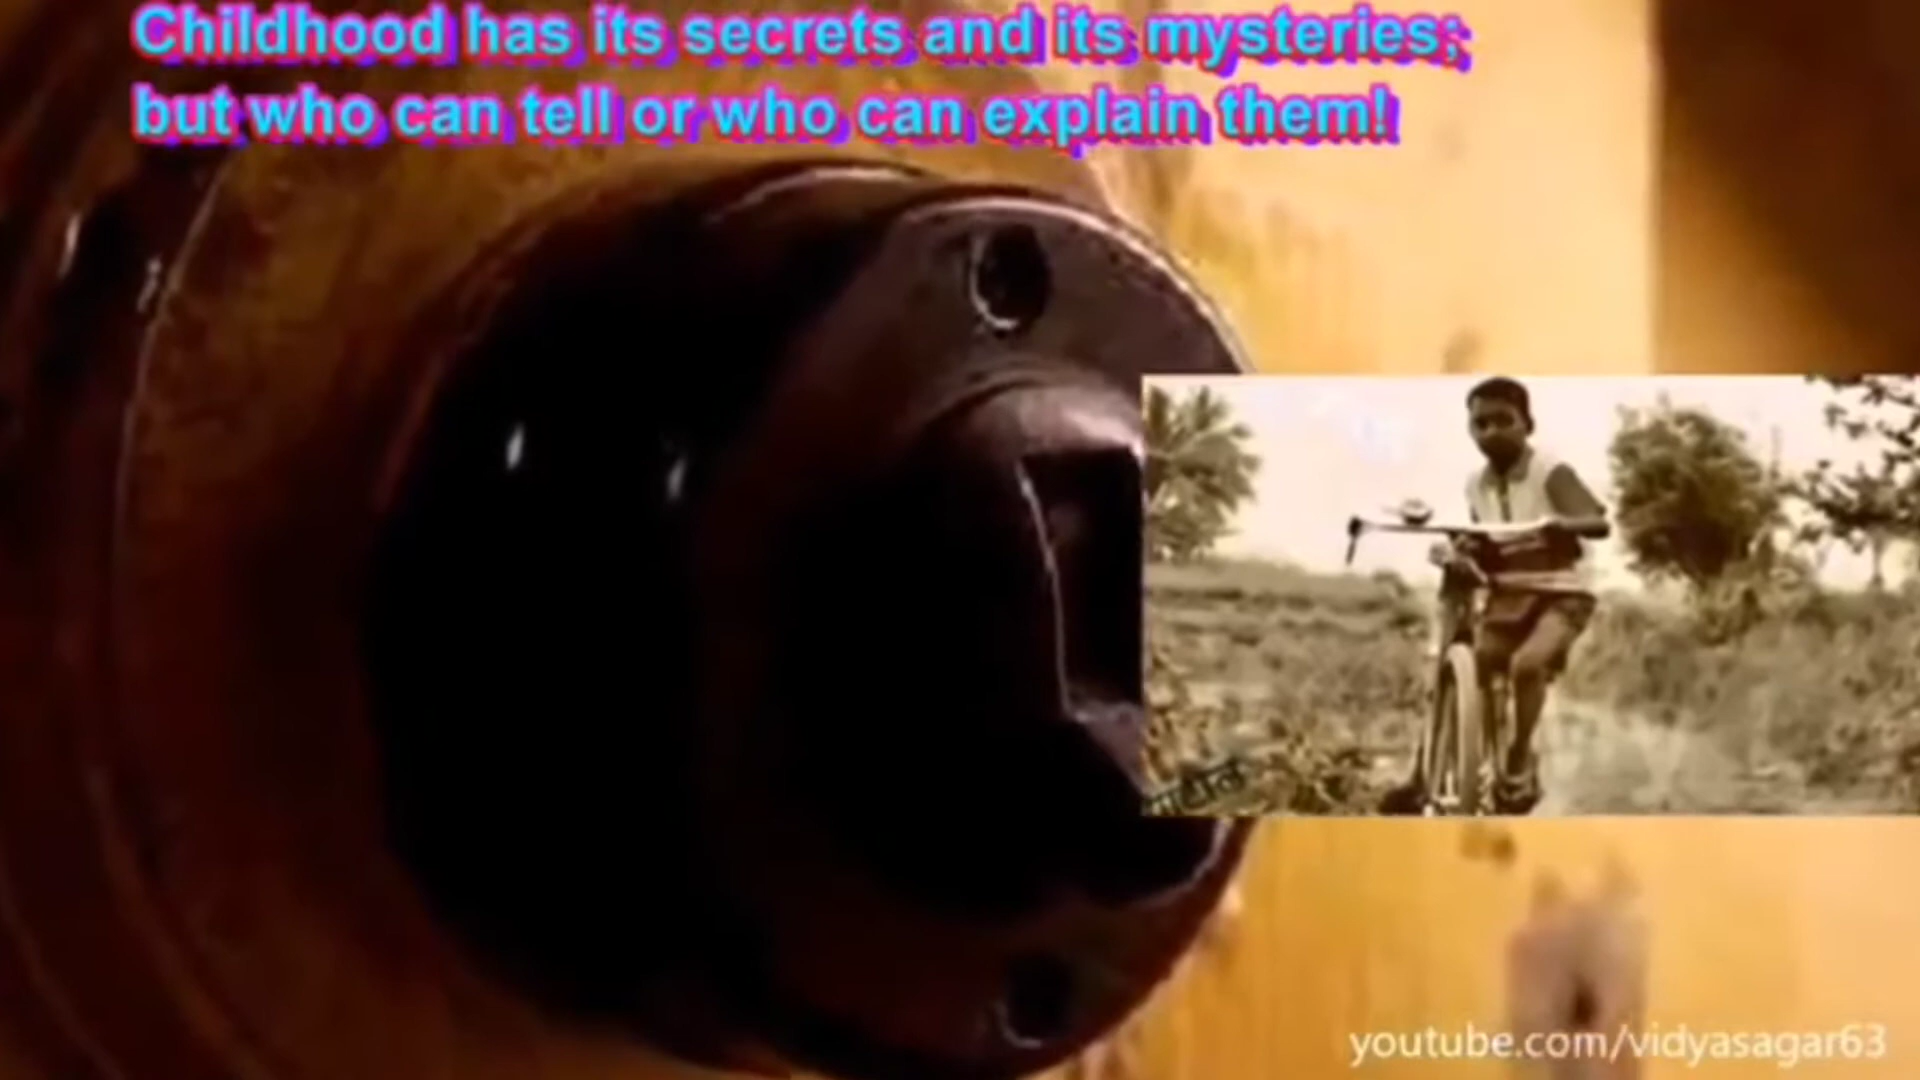 Childhood has its secrets and its mysteries;
but who can tell or who can explain them!
youtube.com/vidyasagar63